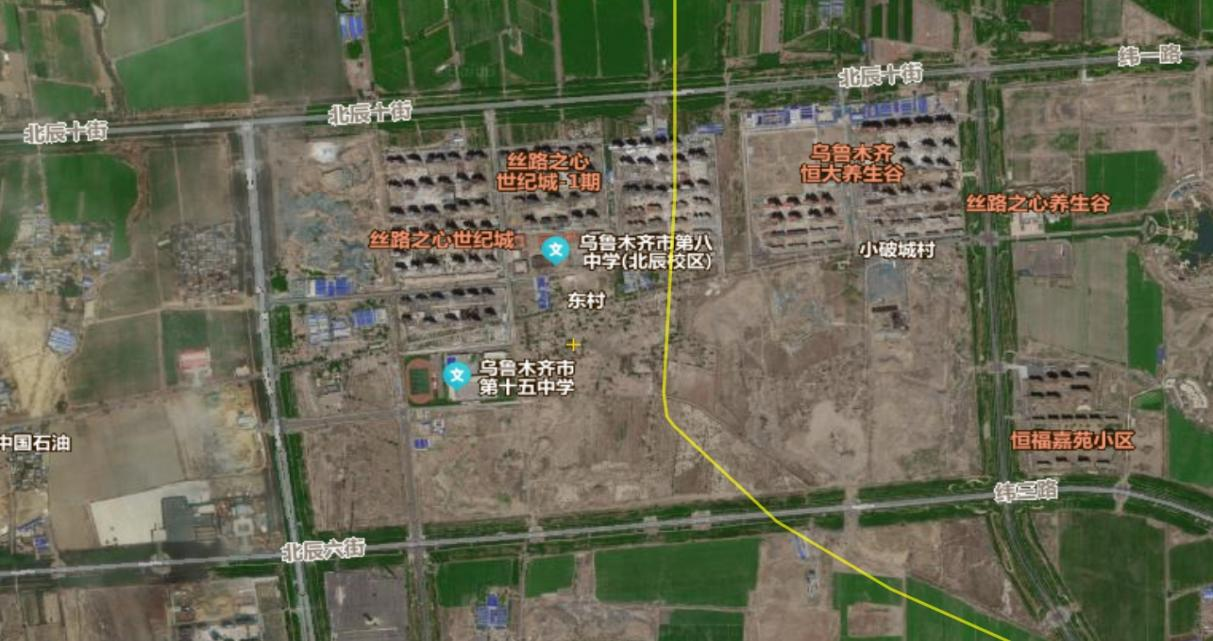 纬一路
北辰十街
北辰十街
北辰十街
丝路之心
世纪城-1期
乌鲁木齐
恒大养生谷
丝路之心养生谷
丝路之心世纪城
文
乌鲁木齐市第八
中学(北辰校区)
小破城村
东村
文
乌鲁木齐市
第十五中学
中国石油
恒福嘉苑小区
纬三路
北辰六街